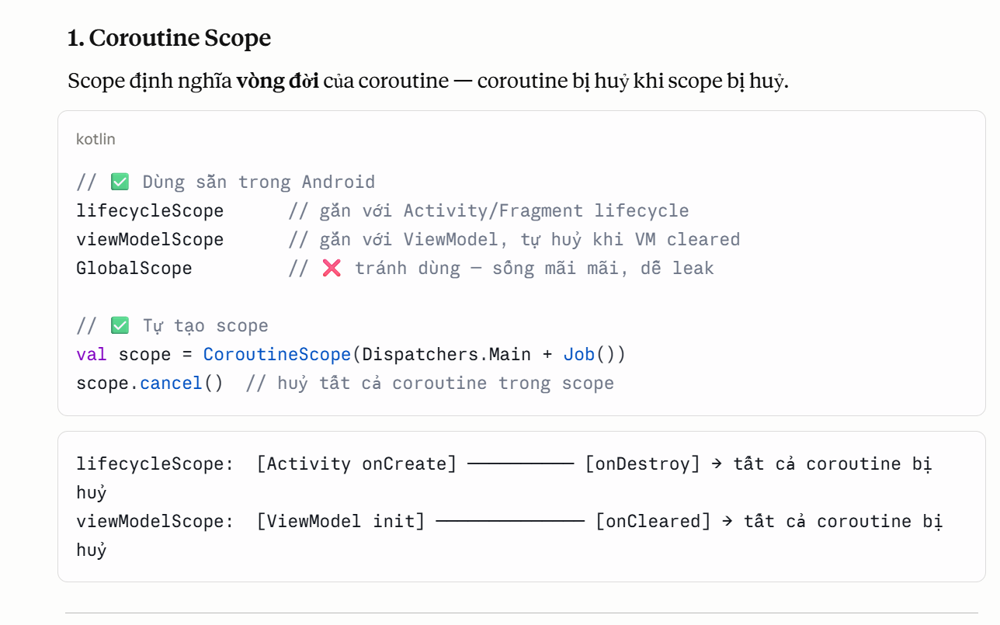 1. Coroutine Scope
Scope định nghĩa vòng đời của coroutine — coroutine bị huỷ khi scope bị huỷ.
kotlin
// ✅ Dùng sẵn trong Android
lifecycleScope      // gắn với Activity/Fragment lifecycle
viewModelScope      // gắn với ViewModel, tự huỷ khi VM cleared
GlobalScope         // ❌ tránh dùng — sống mãi mãi, dễ leak
// ✅ Tự tạo scope
val scope = CoroutineScope(Dispatchers.Main + Job())
scope.cancel()  // huỷ tất cả coroutine trong scope
lifecycleScope:  [Activity onCreate] ────────── [onDestroy] → tất cả coroutine bị
huỷ
viewModelScope:  [ViewModel init] ────────────── [onCleared] → tất cả coroutine bị
huỷ